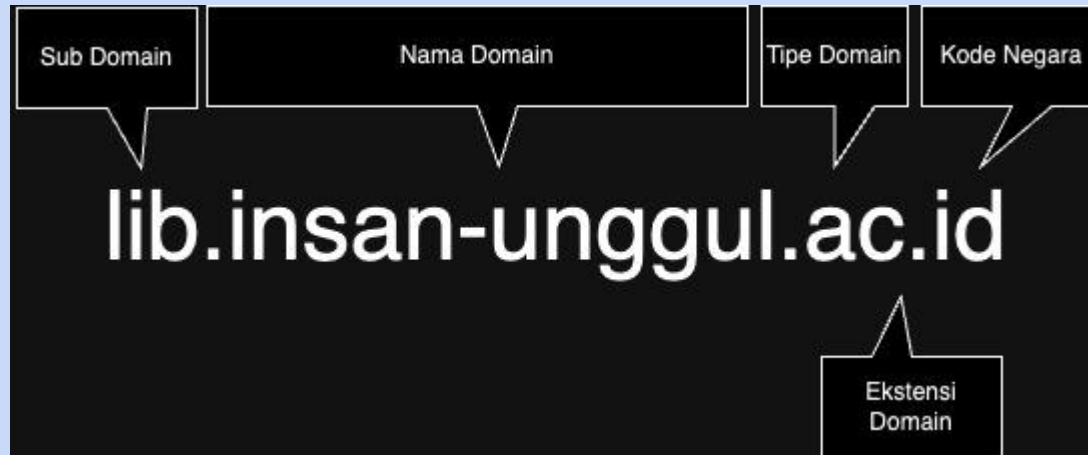 Sub Domain
Nama Domain
Tipe Domain
Kode Negara
lib.insan-unggul.ac.id
Ekstensi
Domain